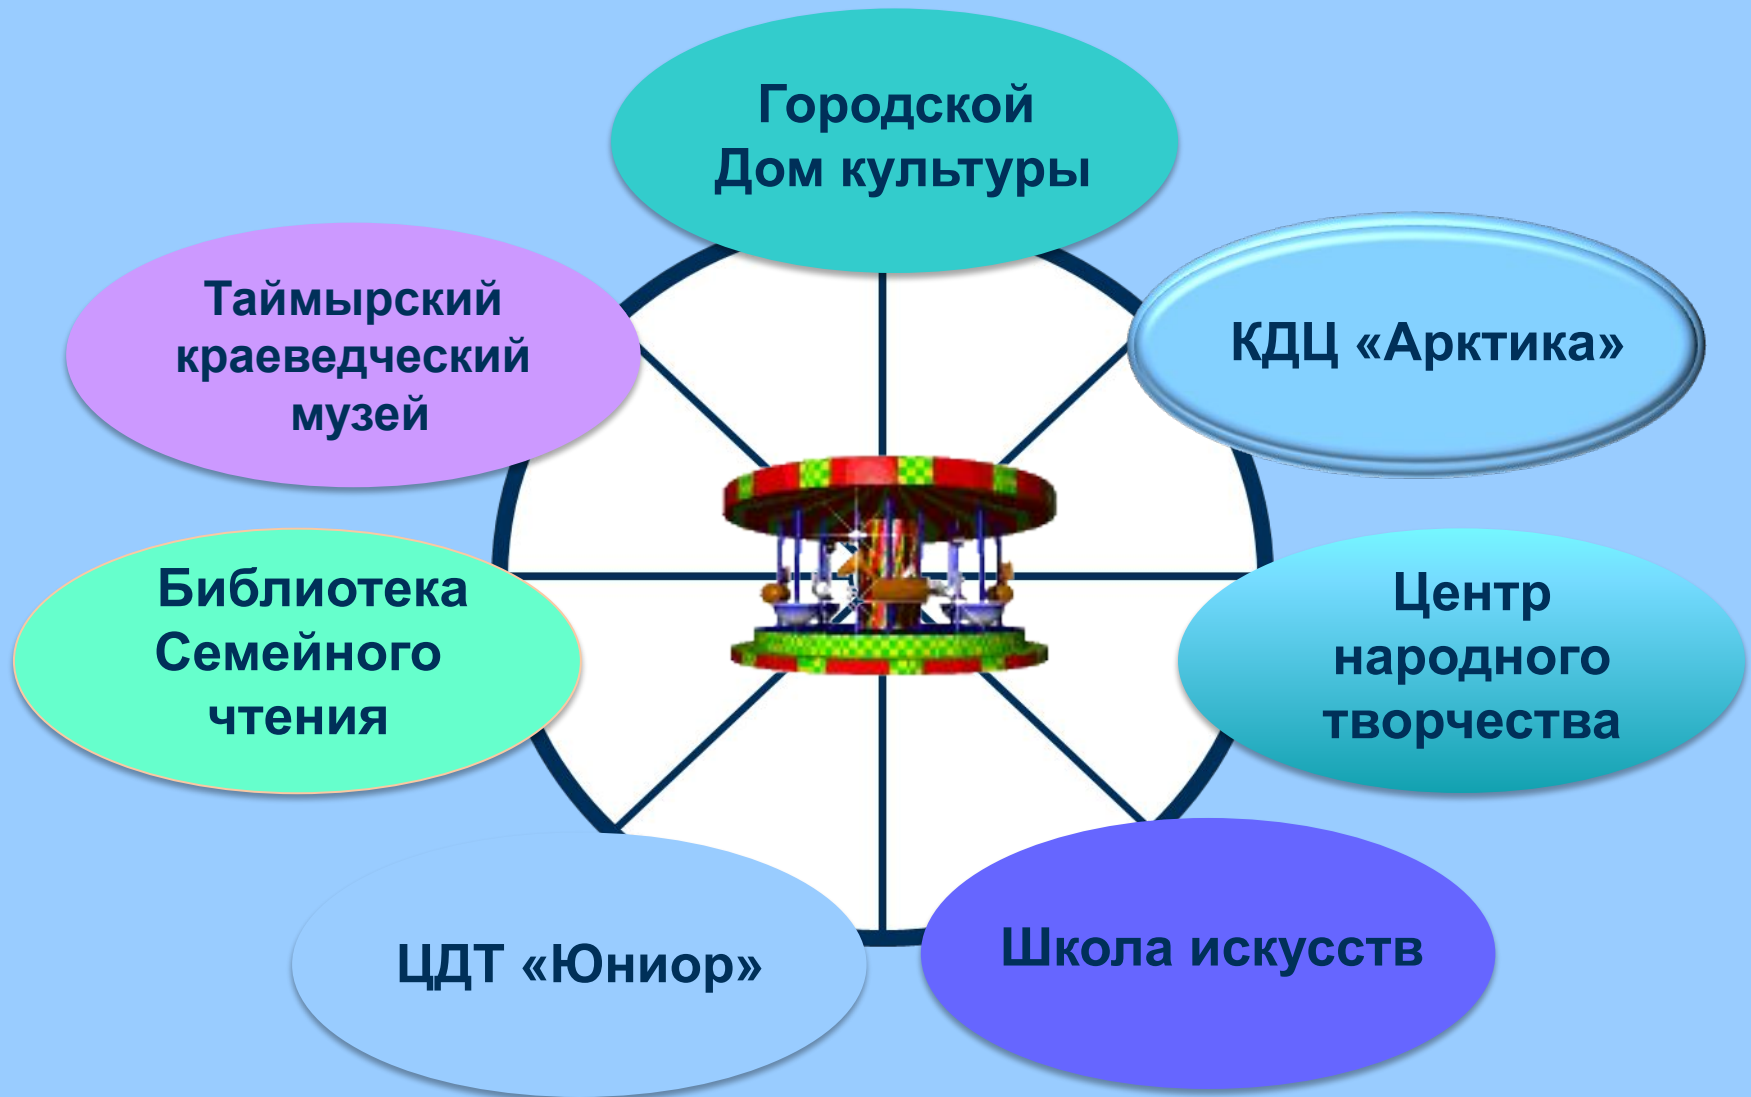 Городской
Дом культуры
Таймырский
краеведческий
музей
КДЦ «Арктика»
Библиотека
Семейного
чтения
Центр
народного
творчества
ЦДТ «Юниор»
Школа искусств